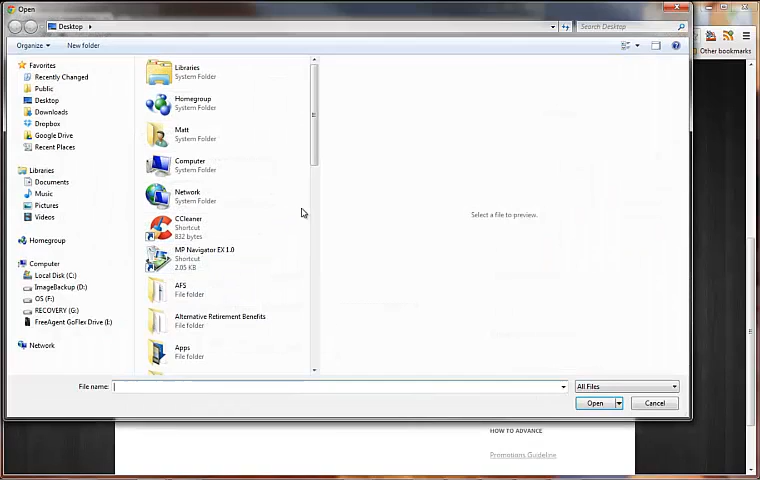 Open
Desktop
Search Desktop
Organize
New folder
Other bookmarks
Favorites
Recently Changed
Public
Desktop
Downloads
Dropbox
Google Drive
Recent Places
Libraries
Documents
Music
Pictures
Videos
Homegroup
Computer
Local Disk (C:)
ImageBackup (D:)
OS (F:)
RECOVERY (G:)
FreeAgent GoFlex Drive (I:)
Network
Libraries
System Folder
Homegroup
System Folder
Matt
System Folder
Computer
System Folder
Network
System Folder
CCleaner
Shortcut
832 bytes
MP Navigator EX 1.0
Shortcut
2.05 KB
AFS
File folder
Alternative Retirement Benefits
File folder
Apps
File folder
Select a file to preview.
File name:
All Files
Open
Cancel
HOW TO ADVANCE
Promotions Guideline